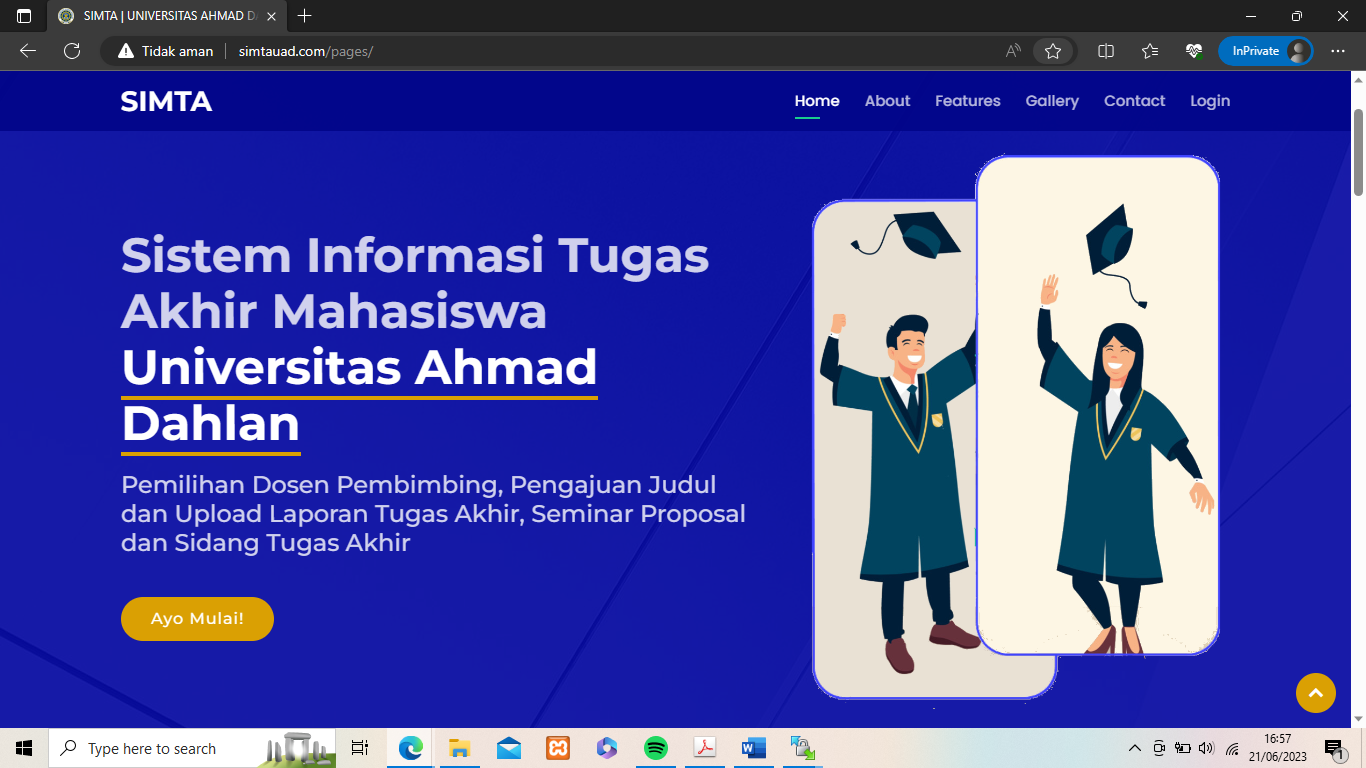 SIMTA | UNIVERSITAS AHMAD D
Tidak aman
simtauad.com/pages/
InPrivate
SIMTA
Home
About
Features
Gallery
Contact
Login
Sistem Informasi Tugas
Akhir Mahasiswa
Universitas Ahmad
Dahlan
Pemilihan Dosen Pembimbing, Pengajuan Judul
dan Upload Laporan Tugas Akhir, Seminar Proposal
dan Sidang Tugas Akhir
Ayo Mulai!
Type here to search
16:57
21/06/2023
1